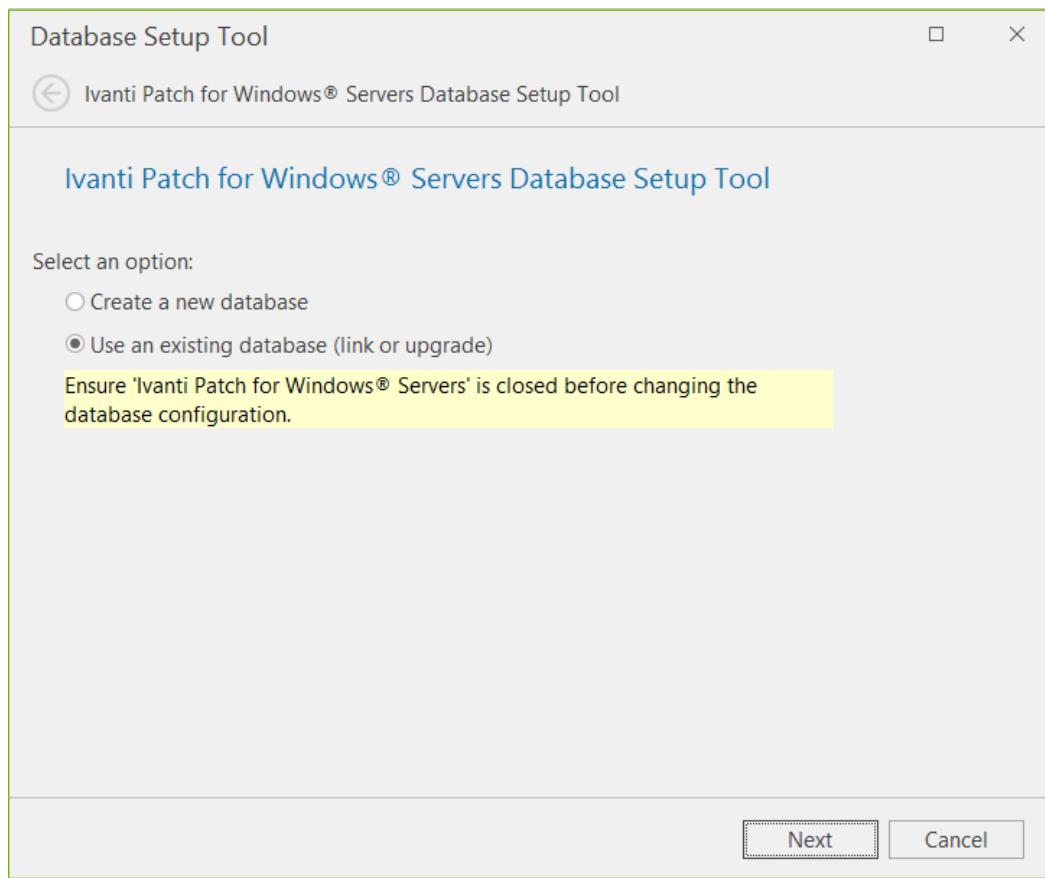 Database Setup Tool
Ivanti Patch for Windows® Servers Database Setup Tool
Ivanti Patch for Windows® Servers Database Setup Tool
Select an option:
Create a new database
Use an existing database (link or upgrade)
Ensure 'Ivanti Patch for Windows® Servers' is closed before changing the
database configuration.
Next
Cancel